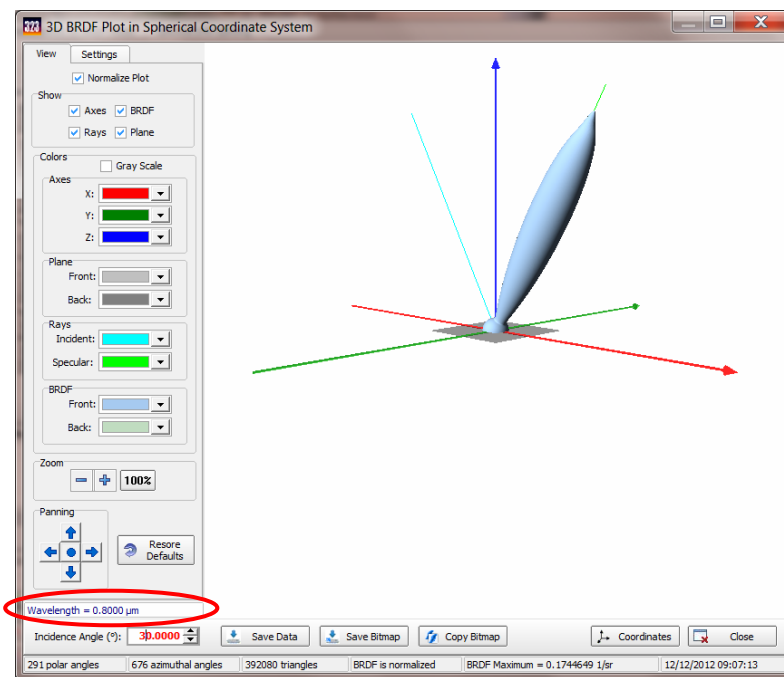 323 3D BRDF Plot in Spherical Coordinate System
View Settings
Normalize Plot
Show
Axes BRDF
Rays Plane
Colors
Gray Scale
Axes
X:
Y:
Z:
Plane
Front:
Back:
Rays
Incident:
Specular:
BRDF
Front:
Back:
Zoom
100%
Panning
Resore
Defaults
Wavelength = 0.8000 µm
Incidence Angle (°): 30.0000 Save Data Save Bitmap Copy Bitmap Coordinates Close
291 polar angles 676 azimuthal angles 392080 triangles BRDF is normalized BRDF Maximum = 0.1744649 1/sr 12/12/2012 09:07:13